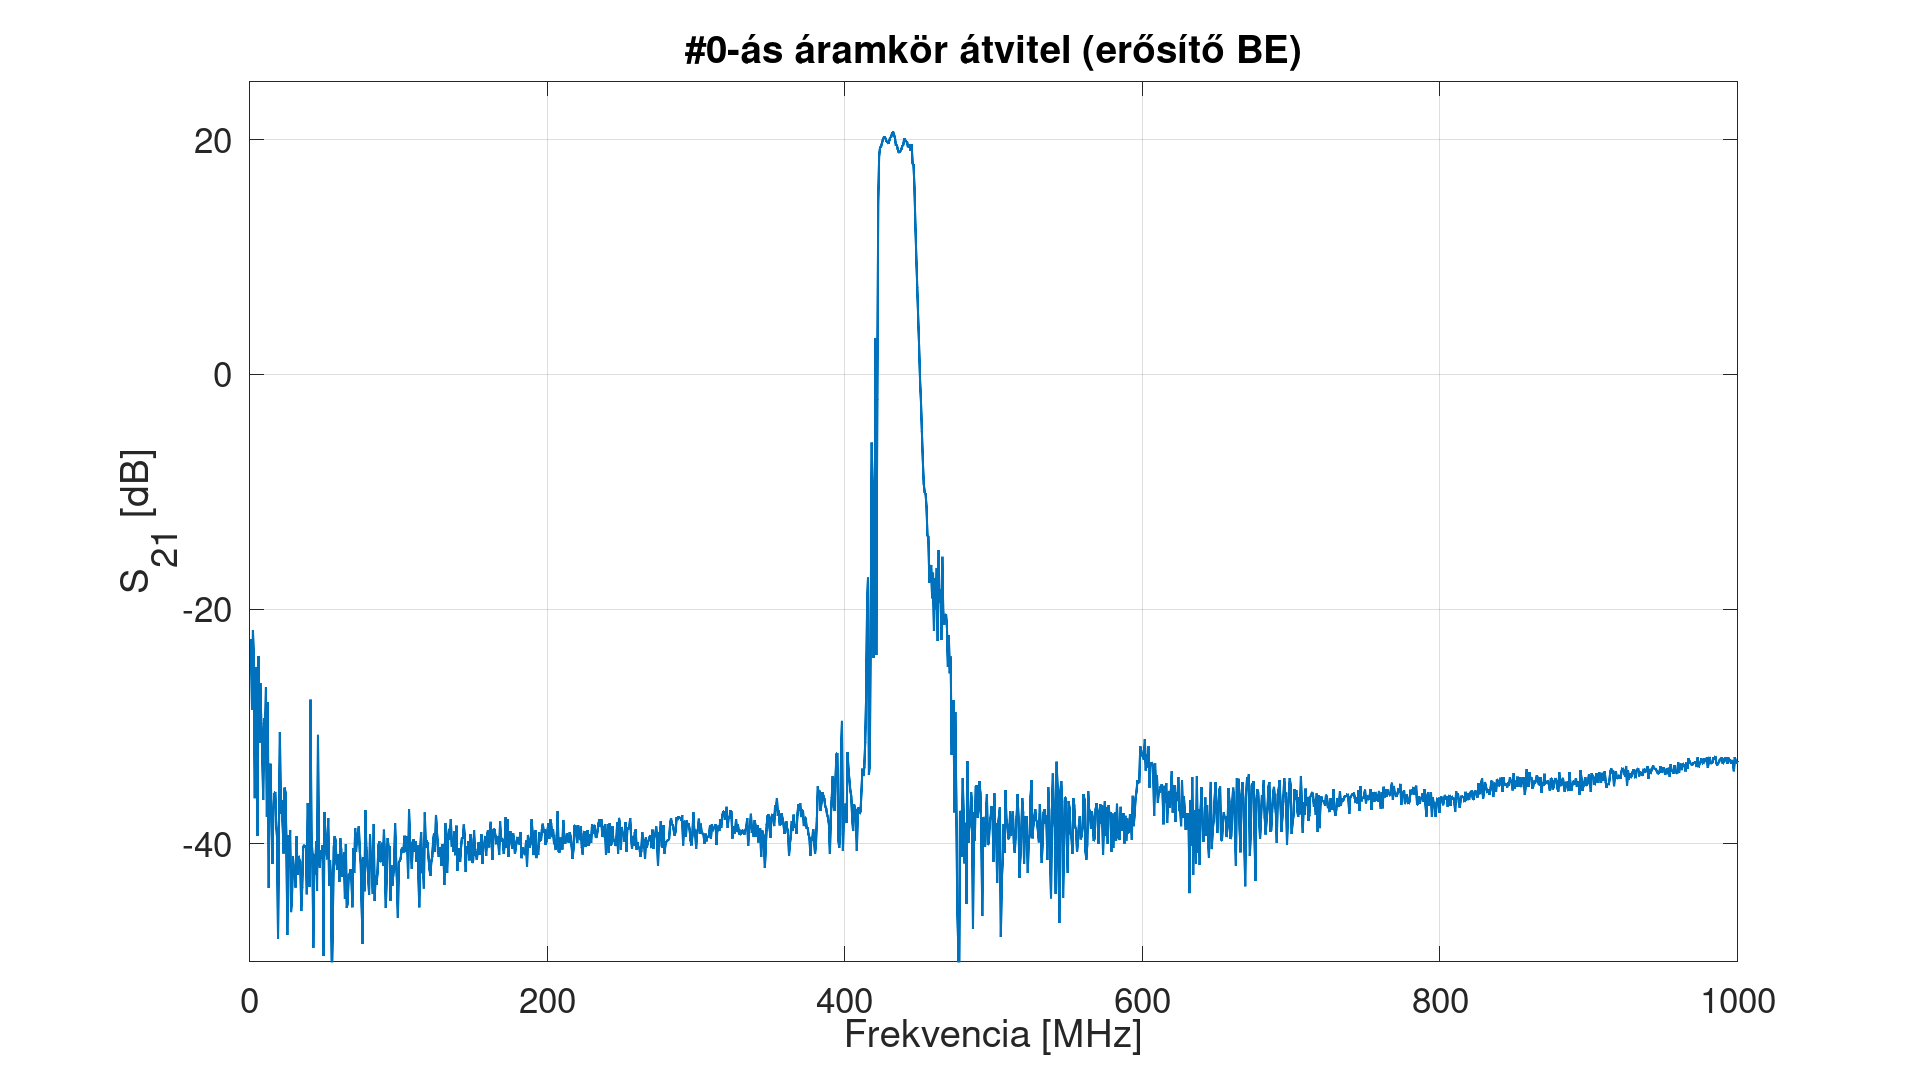 #0-ás áramkör átvitel (erősítő BE)
20
0
-20
-40
S21 [dB]
0 200 400 600 800 1000
Frekvencia [MHz]